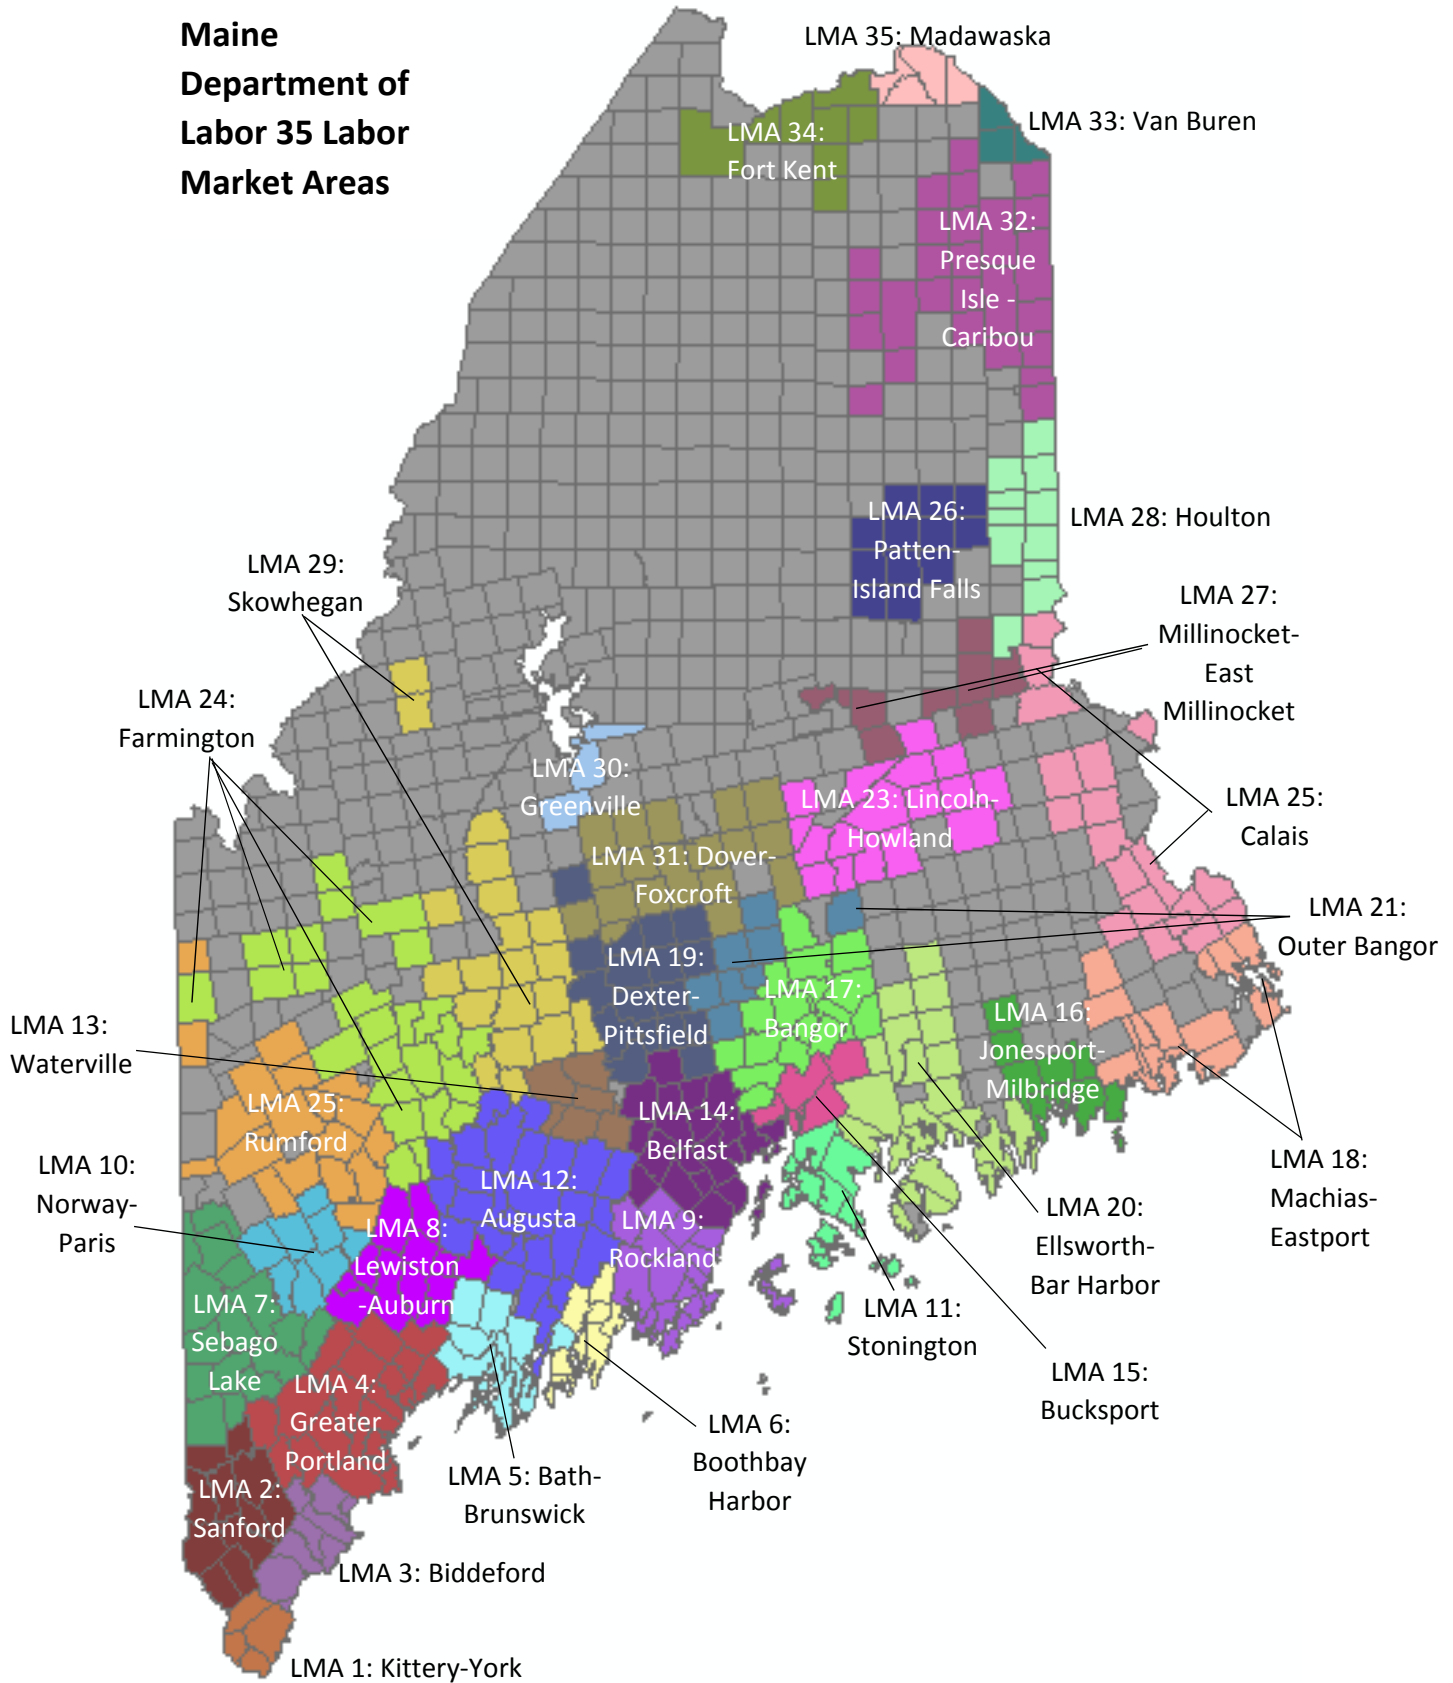 Maine
Department of
Labor 35 Labor
Market Areas
LMA 35: Madawaska
LMA 33: Van Buren
LMA 34:
Fort Kent
LMA 32:
Presque
Isle -
Caribou
LMA 26:
Patten-
Island Falls
LMA 28: Houlton
LMA 29:
Skowhegan
LMA 27:
Millinocket-
East
Millinocket
LMA 24:
Farmington
LMA 30:
Greenville
LMA 23: Lincoln-
Howland
LMA 25:
Calais
LMA 31: Dover-
Foxcroft
LMA 21:
Outer Bangor
LMA 19:
Dexter-
Pittsfield
LMA 17:
Bangor
LMA 16:
Jonesport-
Milbridge
LMA 13:
Waterville
LMA 25:
Rumford
LMA 14:
Belfast
LMA 10:
Norway-
Paris
LMA 12:
Augusta
LMA 18:
Machias-
Eastport
LMA 8:
Lewiston
-Auburn
LMA 9:
Rockland
LMA 20:
Ellsworth-
Bar Harbor
LMA 7:
Sebago
Lake
LMA 11:
Stonington
LMA 15:
Bucksport
LMA 4:
Greater
Portland
LMA 6:
Boothbay
Harbor
LMA 5: Bath-
Brunswick
LMA 2:
Sanford
LMA 3: Biddeford
LMA 1: Kittery-York